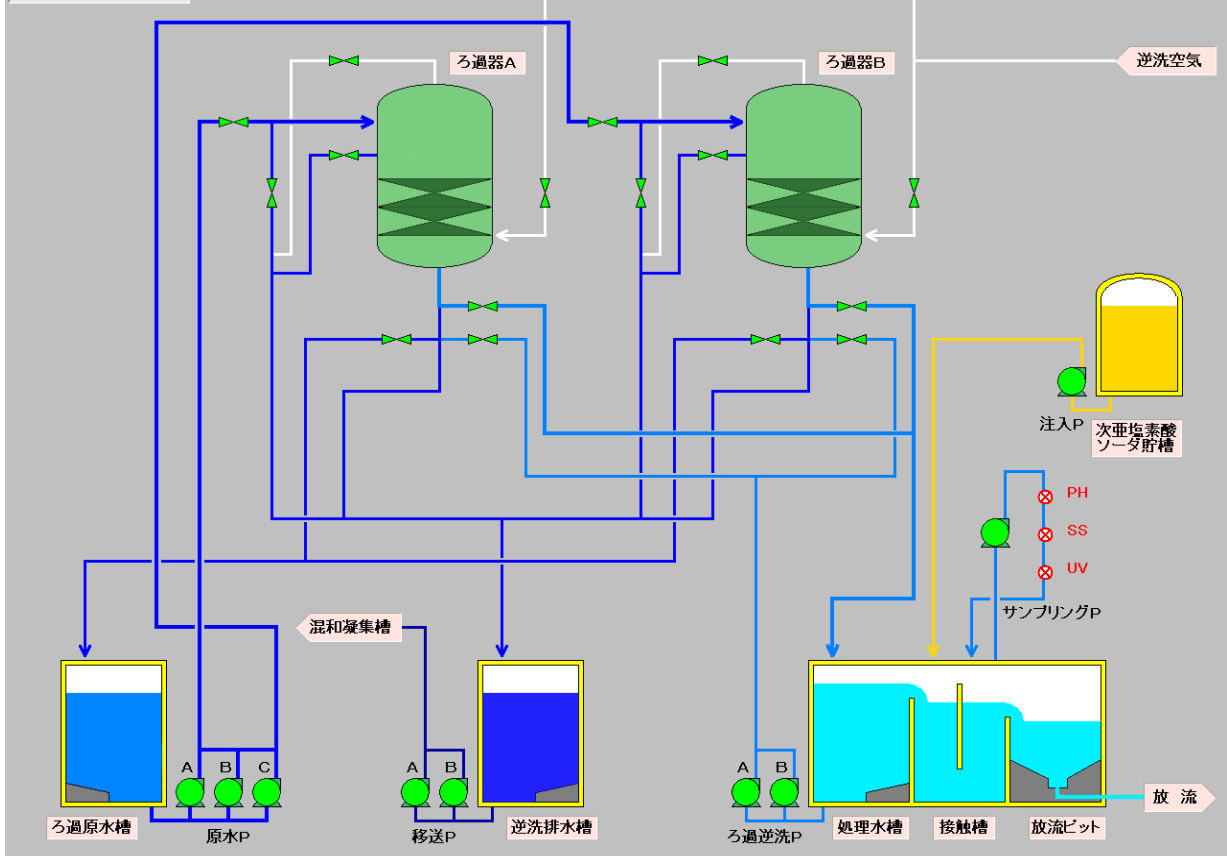 ろ過器A
ろ過器B
逆洗空気
注入P
次亜塩素酸
ソーダ貯槽
PH
SS
UV
サンプリングP
混和凝集槽
A
B
C
A
B
A
B
放 流
ろ過原水槽
原水P
移送P
逆洗排水槽
ろ過逆洗P
処理水槽
接触槽
放流ピット